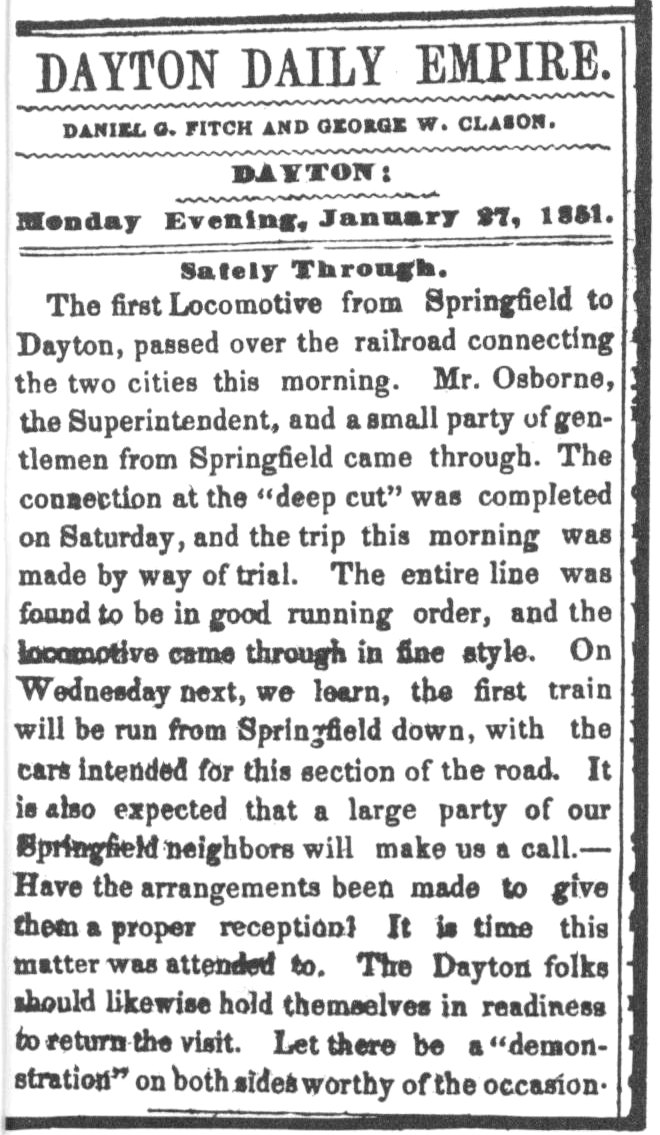 DAYTON DAILY EMPIRE.
DANIEL G. FITCH AND GEORGE W. CLASON.
DAYTON:
Monday Evening, January 27, 1851.
Safely Through.
The first Locomotive from Springfield to
Dayton, passed over the railroad connecting
the two cities this morning. Mr. Osborne,
the Superintendent, and a small party of gen-
tlemen from Springfield came through. The
connection at the "deep cut" was completed
on Saturday, and the trip this morning was
made by way of trial. The entire line was
found to be in good running order, and the
locomotive came through in fine style. On
Wednesday next, we learn, the first train
will be run from Springfield down, with the
cars intended for this section of the road. It
is also expected that a large party of our
Springfield neighbors will make us a call.—
Have the arrangements been made to give
them a proper reception? It is time this
matter was attended to. The Dayton folks
should likewise hold themselves in readiness
to return the visit. Let there be a "demon-
stration" on both sides worthy of the occasion.